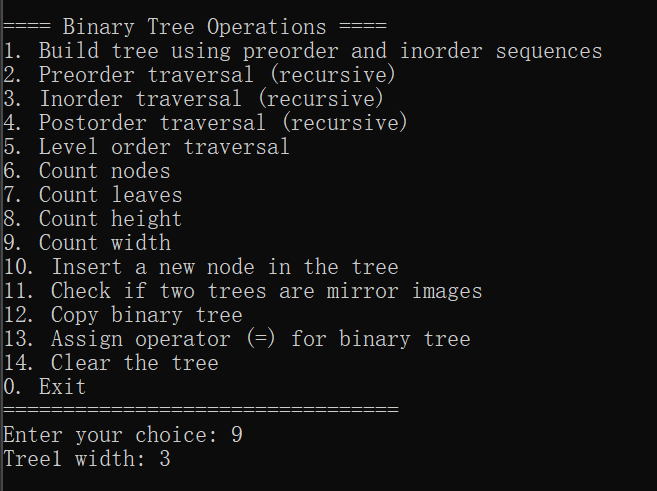 ==== Binary Tree Operations ====
1. Build tree using preorder and inorder sequences
2. Preorder traversal (recursive)
3. Inorder traversal (recursive)
4. Postorder traversal (recursive)
5. Level order traversal
6. Count nodes
7. Count leaves
8. Count height
9. Count width
10. Insert a new node in the tree
11. Check if two trees are mirror images
12. Copy binary tree
13. Assign operator (=) for binary tree
14. Clear the tree
0. Exit
=================================
Enter your choice: 9
Tree1 width: 3